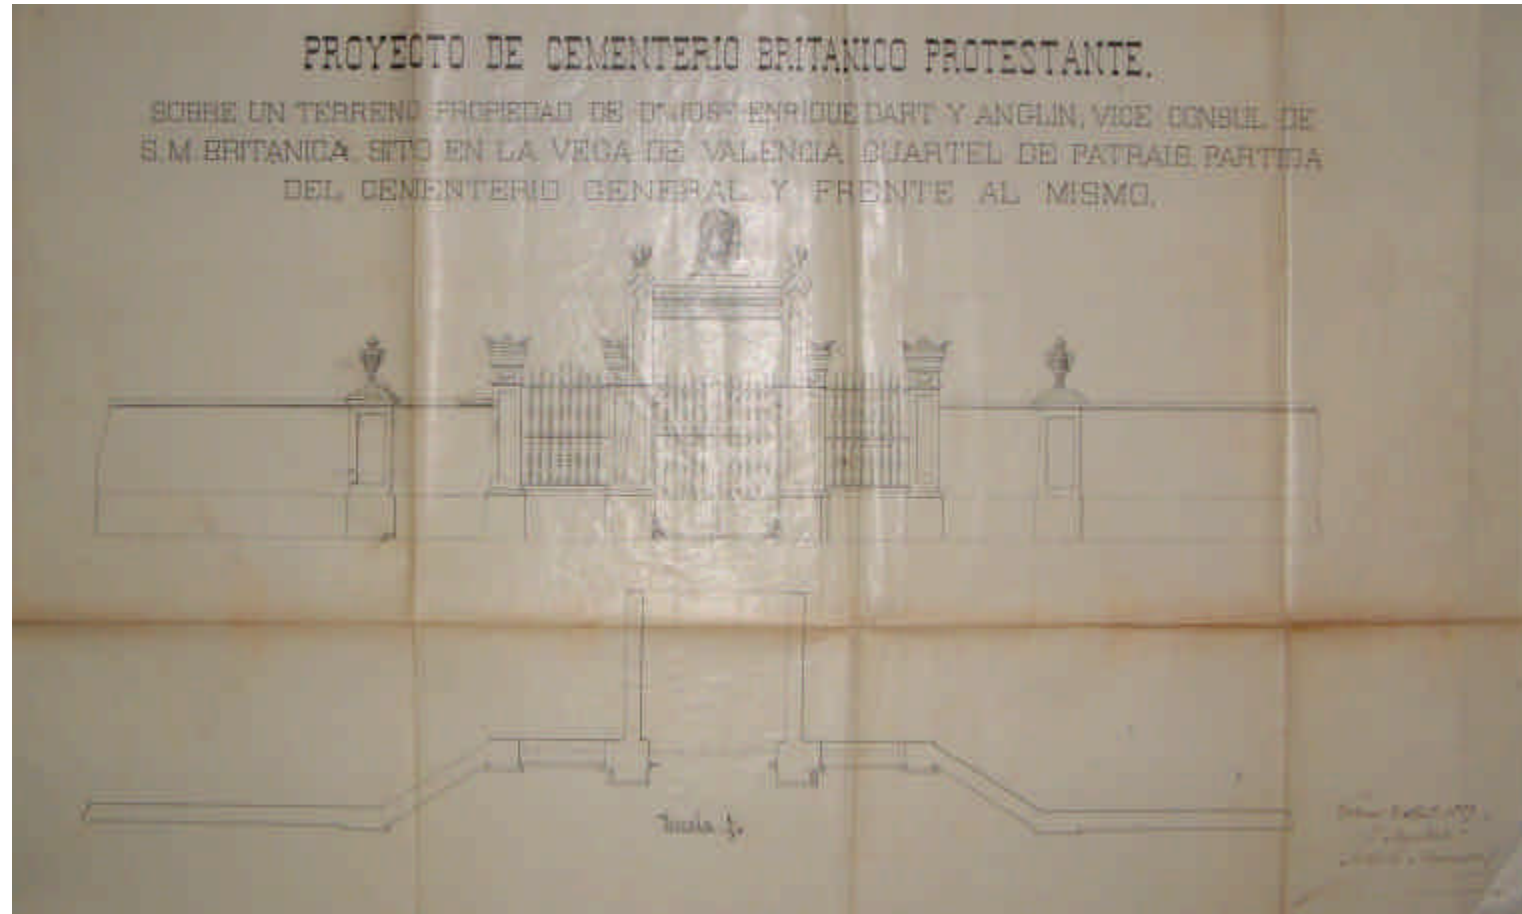 PROYECTO DE CEMENTERIO BRITANICO PROTESTANTE.
SOBRE UN TERRENO PROPIEDAD DE Dn JOSE ENRIQUE DART Y ANGLIN, VICE CONSUL DE
S.M. BRITANICA SITO EN LA VEGA DE VALENCIA CUARTEL DE PATRAIS, PARTIDA
DEL CEMENTERIO GENERAL Y FRENTE AL MISMO.